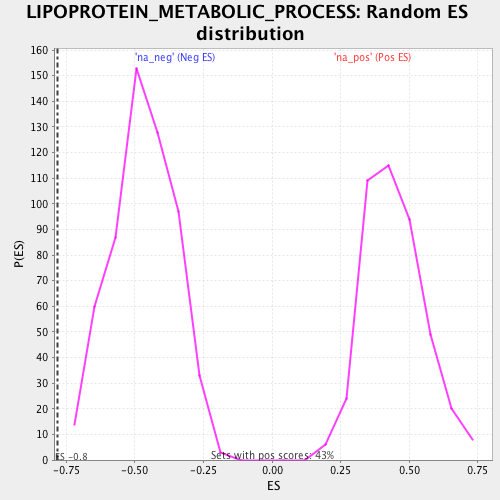 LIPOPROTEIN_METABOLIC_PROCESS: Random ES
distribution
'na_neg' (Neg ES)
'na_pos' (Pos ES)
160
150
140
130
120
110
100
90
80
70
60
50
40
30
20
10
0
P(ES)
ES -0.8
Sets with pos scores: 43%
-0.75 -0.50 -0.25 0.00 0.25 0.50 0.75
ES